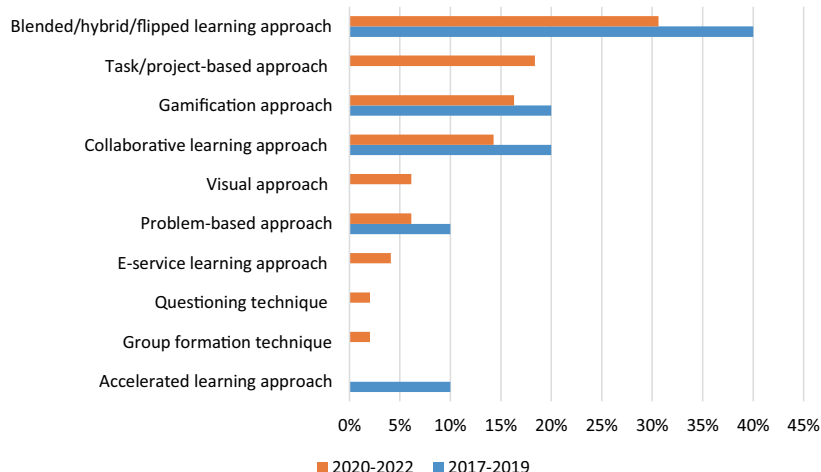 Blended/hybrid/flipped learning approach
Task/project-based approach
Gamification approach
Collaborative learning approach
Visual approach
Problem-based approach
E-service learning approach
Questioning technique
Group formation technique
Accelerated learning approach
0% 5% 10% 15% 20% 25% 30% 35% 40% 45%
2020-2022 2017-2019